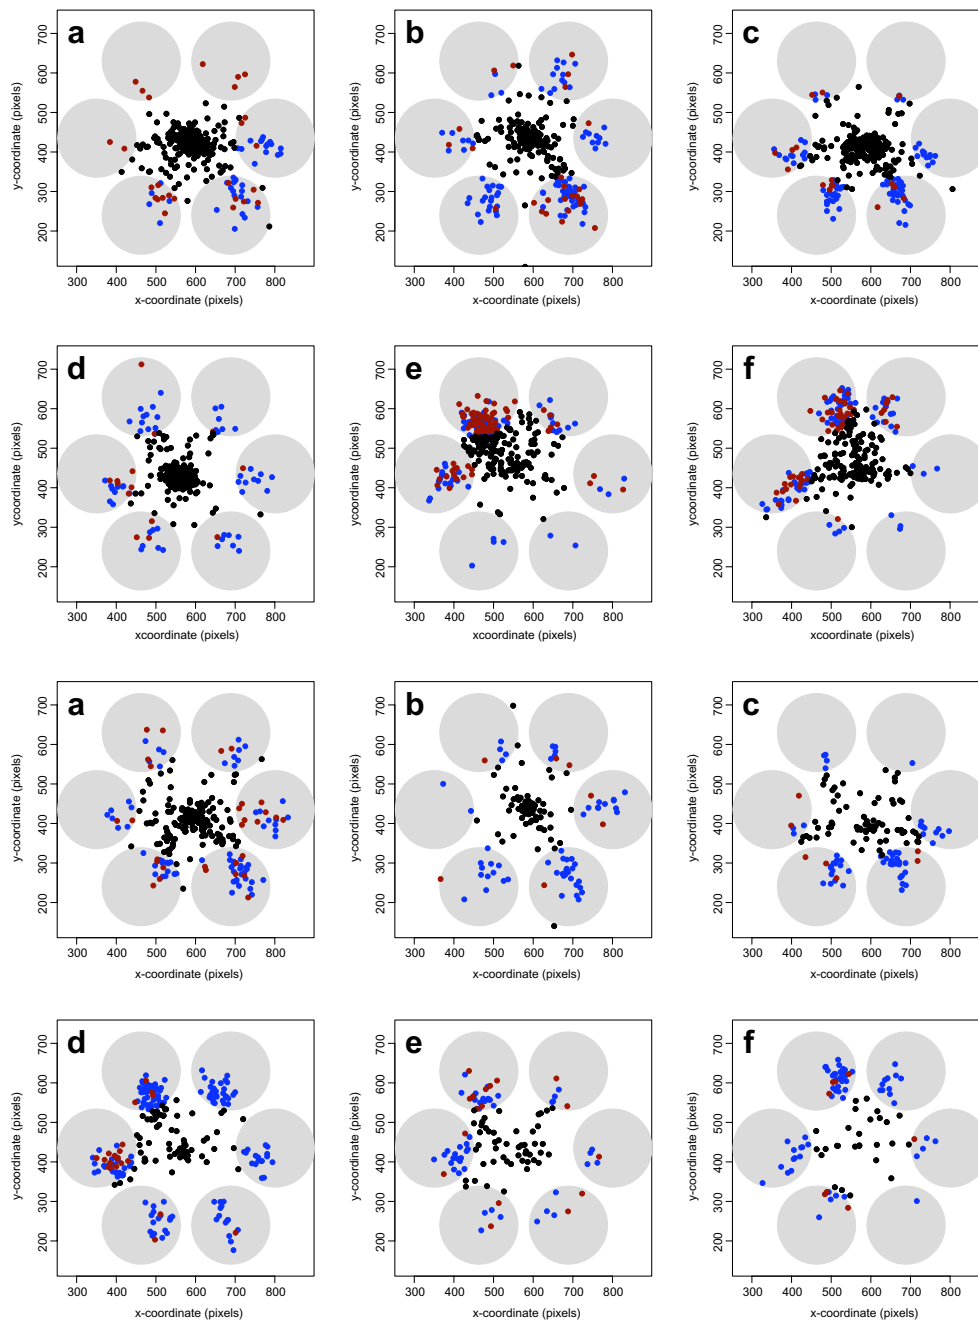 a b c
y-coordinate (pixels) y-coordinate (pixels) y-coordinate (pixels)
700 700 700
600 600 600
500 500 500
400 400 400
300 300 300
200 200 200
300 400 500 600 700 800 300 400 500 600 700 800 300 400 500 600 700 800
x-coordinate (pixels) x-coordinate (pixels) x-coordinate (pixels)
d e f
ycoordinate (pixels) ycoordinate (pixels) ycoordinate (pixels)
700 700 700
600 600 600
500 500 500
400 400 400
300 300 300
200 200 200
300 400 500 600 700 800 300 400 500 600 700 800 300 400 500 600 700 800
xcoordinate (pixels) xcoordinate (pixels) xcoordinate (pixels)
a b c
y-coordinate (pixels) y-coordinate (pixels) y-coordinate (pixels)
700 700 700
600 600 600
500 500 500
400 400 400
300 300 300
200 200 200
300 400 500 600 700 800 300 400 500 600 700 800 300 400 500 600 700 800
x-coordinate (pixels) x-coordinate (pixels) x-coordinate (pixels)
d e f
y-coordinate (pixels) y-coordinate (pixels) y-coordinate (pixels)
700 700 700
600 600 600
500 500 500
400 400 400
300 300 300
200 200 200
300 400 500 600 700 800 300 400 500 600 700 800 300 400 500 600 700 800
x-coordinate (pixels) x-coordinate (pixels) x-coordinate (pixels)